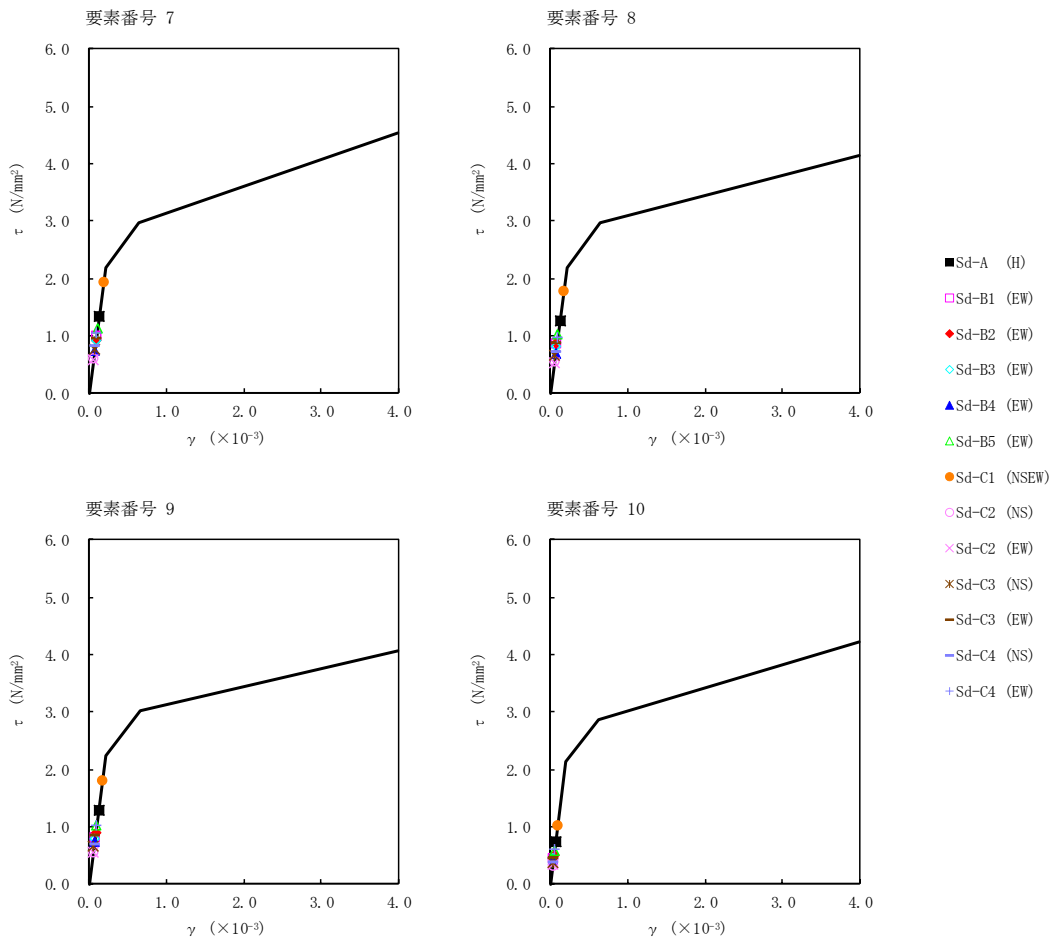 要素番号 7
6.0
5.0
4.0
3.0
2.0
1.0
0.0
τ (N/mm²)
0.0 1.0 2.0 3.0 4.0
γ (×10⁻³)
要素番号 8
6.0
5.0
4.0
3.0
2.0
1.0
0.0
τ (N/mm²)
0.0 1.0 2.0 3.0 4.0
γ (×10⁻³)
要素番号 9
6.0
5.0
4.0
3.0
2.0
1.0
0.0
τ (N/mm²)
0.0 1.0 2.0 3.0 4.0
γ (×10⁻³)
要素番号 10
6.0
5.0
4.0
3.0
2.0
1.0
0.0
τ (N/mm²)
0.0 1.0 2.0 3.0 4.0
γ (×10⁻³)
Sd-A (H)
Sd-B1 (EW)
Sd-B2 (EW)
Sd-B3 (EW)
Sd-B4 (EW)
Sd-B5 (EW)
Sd-C1 (NSEW)
Sd-C2 (NS)
Sd-C2 (EW)
Sd-C3 (NS)
Sd-C3 (EW)
Sd-C4 (NS)
Sd-C4 (EW)